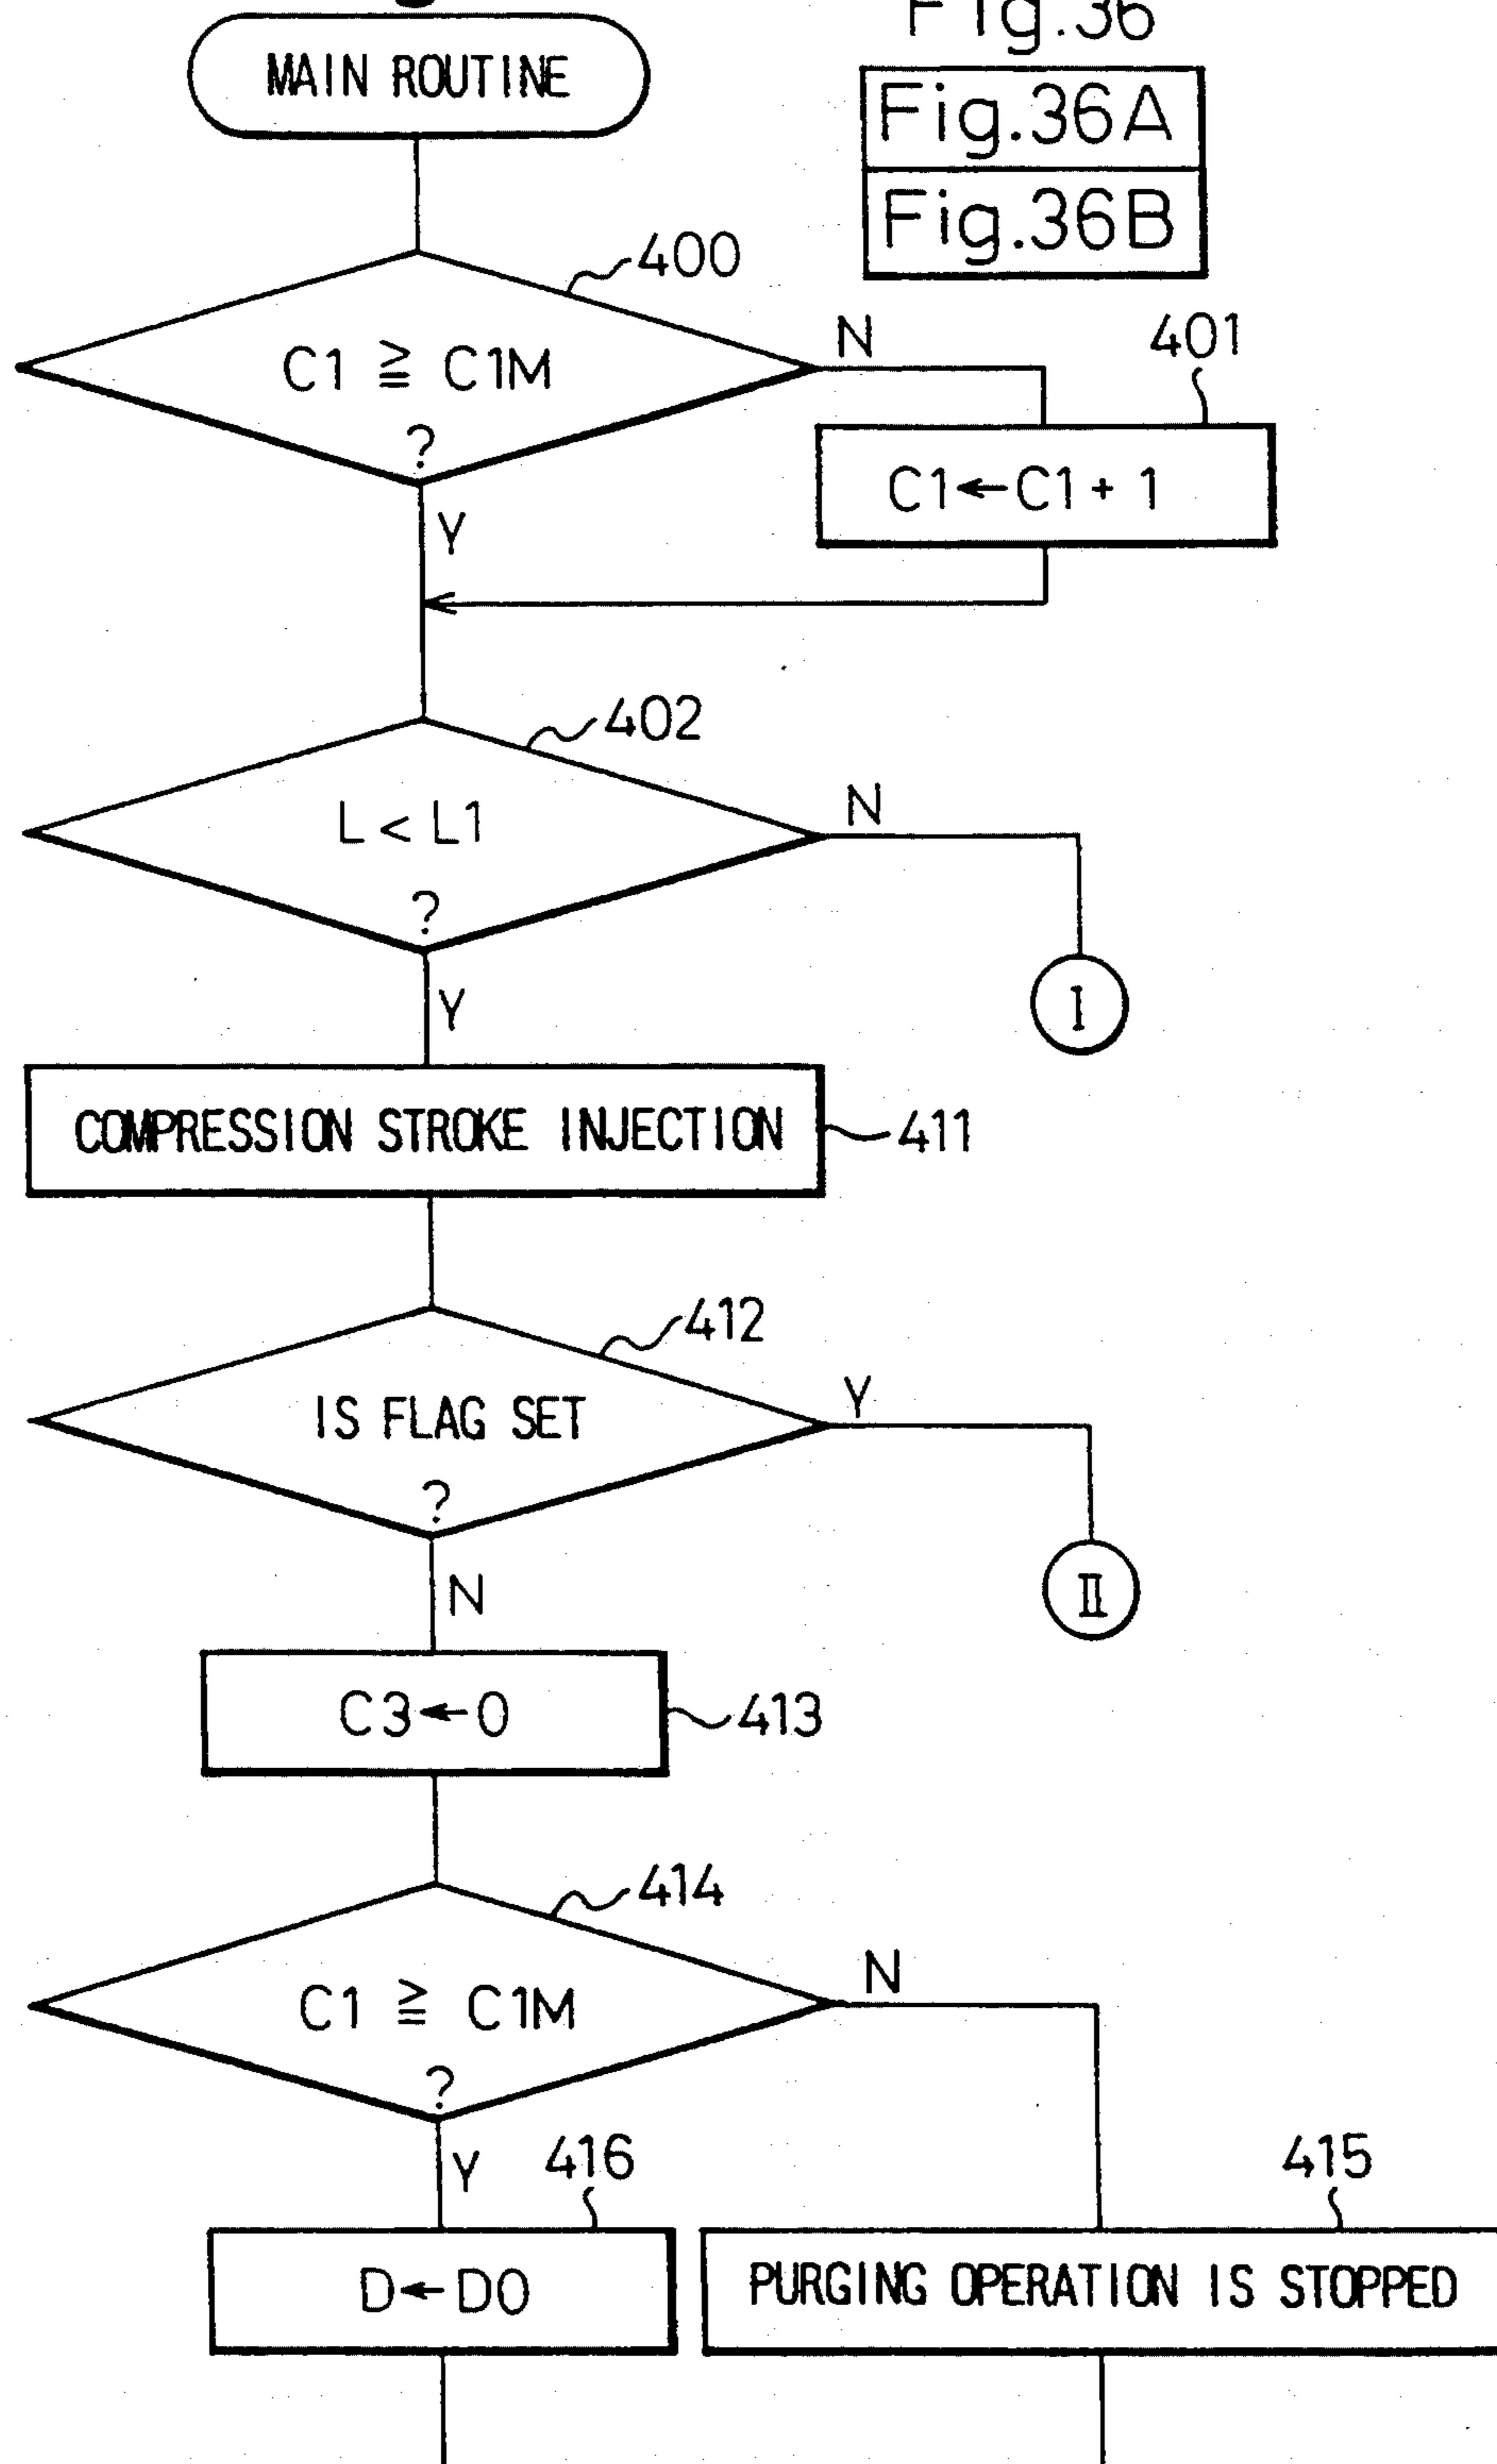 Fig.36
MAIN ROUTINE
Fig.36A
Fig.36B
400
C1 ≧ C1M
?
N
401
C1←C1+1
Y
402
L < L1
?
N
I
Y
COMPRESSION STROKE INJECTION
411
412
IS FLAG SET
?
Y
II
N
C3←0
413
414
C1 ≧ C1M
?
N
Y
416
415
D←D0
PURGING OPERATION IS STOPPED